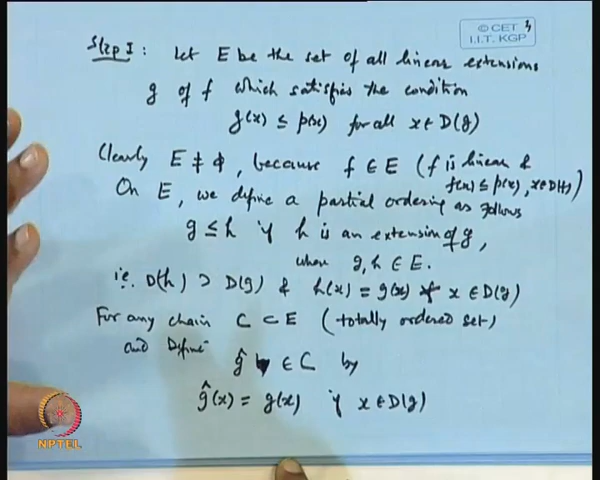 © CET
I.I.T. KGP
Step I : Let E be the set of all linear extensions
g of f which satisfies the condition
g(x) ≤ p(x) for all x ∈ D(g)
Clearly E ≠ ϕ, because f ∈ E ( f is linear &
f(x) ≤ p(x), x ∈ D(f) )
On E, we define a partial ordering as follows
g ≤ h if h is an extension of g,
where g, h ∈ E.
i.e. D(h) ⊃ D(g) & h(x) = g(x) ∀ x ∈ D(g)
For any chain C ⊂ E (totally ordered set)
and Define ĝ ∈ C by
ĝ(x) = g(x) if x ∈ D(g)
NPTEL